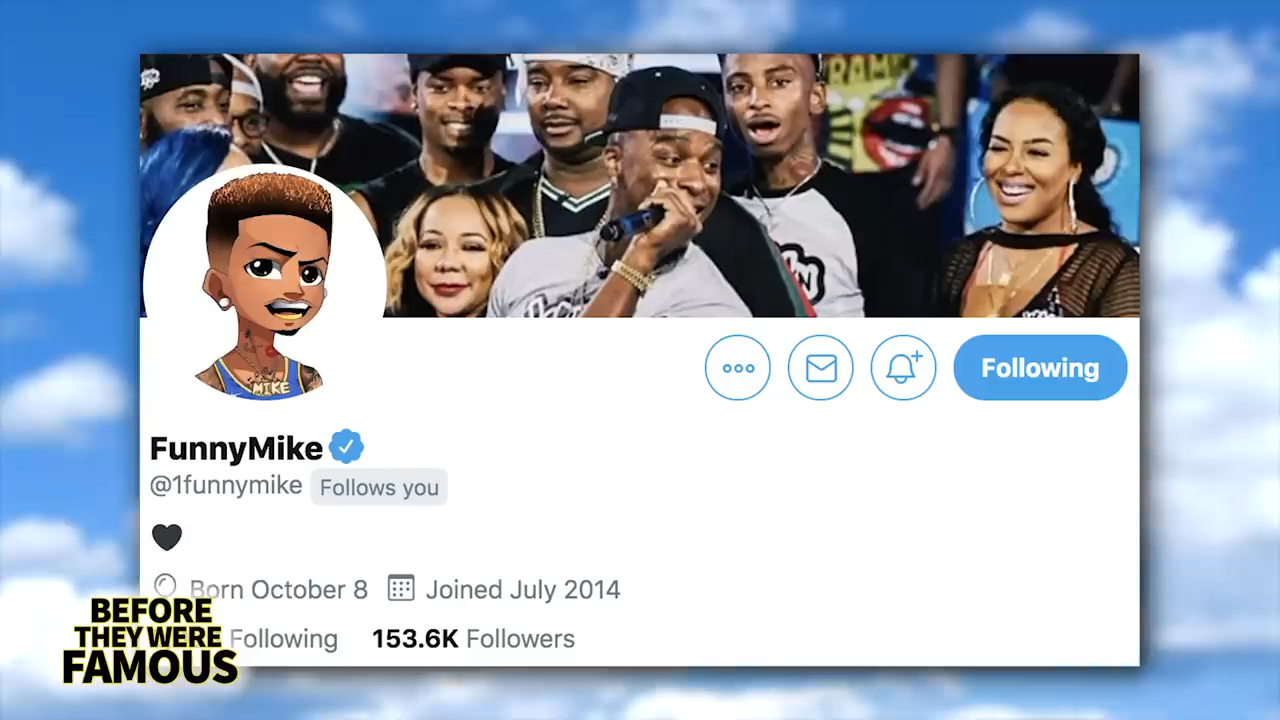 MIKE
Following
FunnyMike
@1funnymike
Follows you
🖤
Born October 8 Joined July 2014
Following 153.6K Followers
BEFORE
THEY WERE
FAMOUS